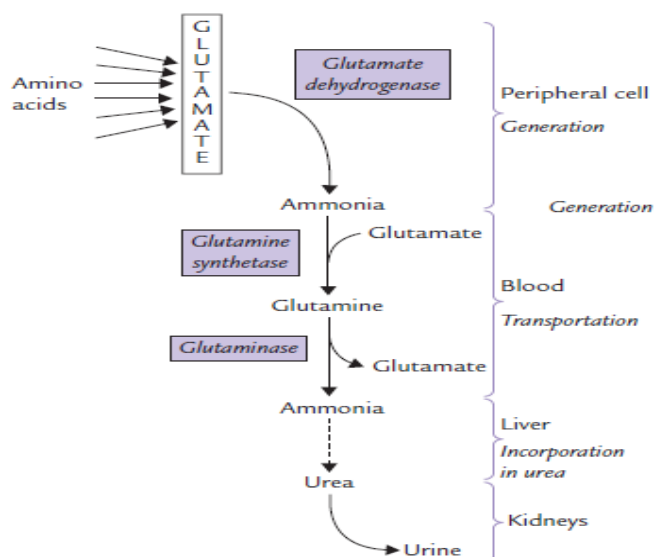 GLUTAMATE
Glutamate
dehydrogenase
Amino
acids
Peripheral cell
Generation
Ammonia
Generation
Glutamine
synthetase
Glutamate
Blood
Glutamine
Transportation
Glutaminase
Glutamate
Ammonia
Liver
Incorporation
in urea
Urea
Kidneys
Urine